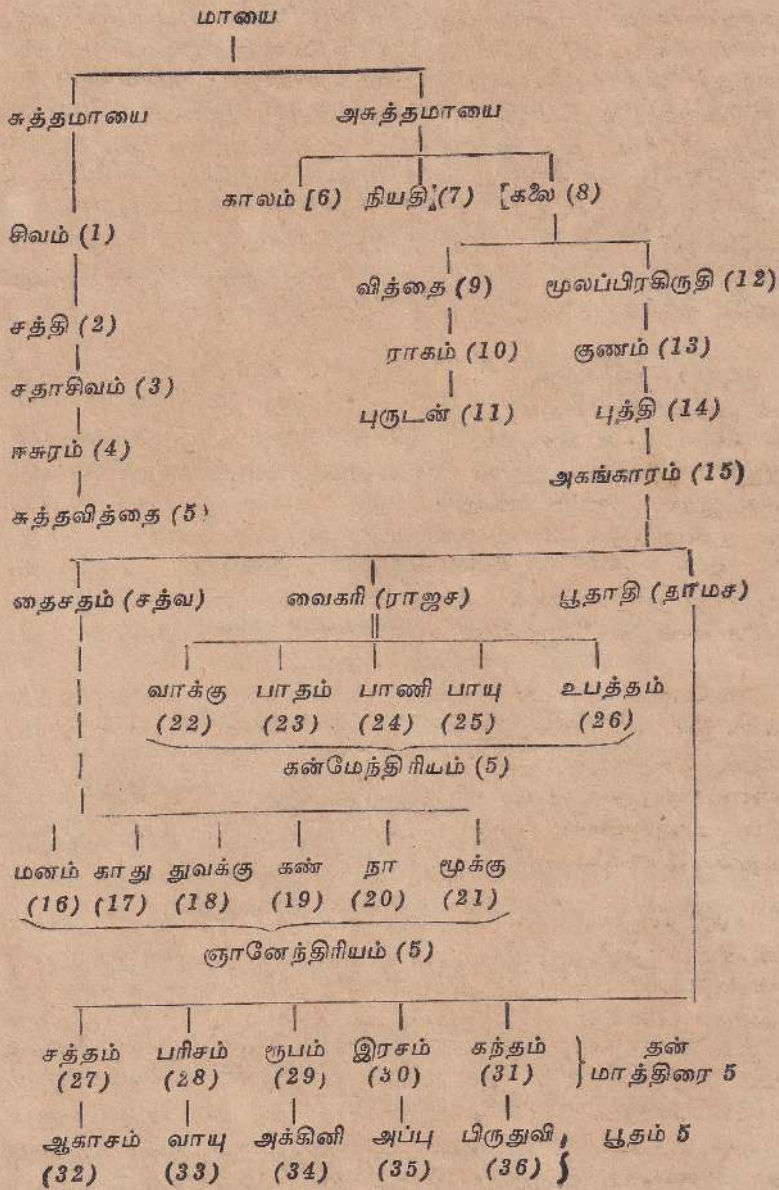 மாயை
சுத்தமாயை அசுத்தமாயை
காலம் [6) நியதி (7) [கலை (8)
சிவம் (1)
வித்தை (9) மூலப்பிரகிருதி (12)
சத்தி (2)
ராகம் (10) குணம் (13)
சதாசிவம் (3)
புருடன் (11) புத்தி (14)
ஈசுரம் (4)
அகங்காரம் (15)
சுத்தவித்தை (5)
தைசதம் (சத்வ) வைகரி (ராஜச) பூதாதி (தாமச)
வாக்கு பாதம் பாணி பாயு உபத்தம்
(22) (23) (24) (25) (26)
கன்மேந்திரியம் (5)
மனம் காது துவக்கு கண் நா மூக்கு
(16) (17) (18) (19) (20) (21)
ஞானேந்திரியம் (5)
சத்தம் பரிசம் ரூபம் இரசம் கந்தம் } தன்
(27) (28) (29) (30) (31) மாத்திரை 5
ஆகாசம் வாயு அக்கினி அப்பு பிருதுவி } பூதம் 5
(32) (33) (34) (35) (36)